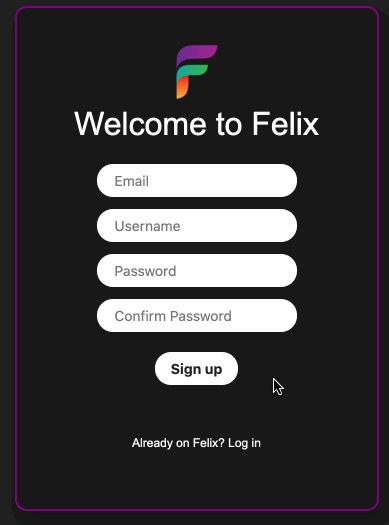 Welcome to Felix
Email
Username
Password
Confirm Password
Sign up
Already on Felix? Log in